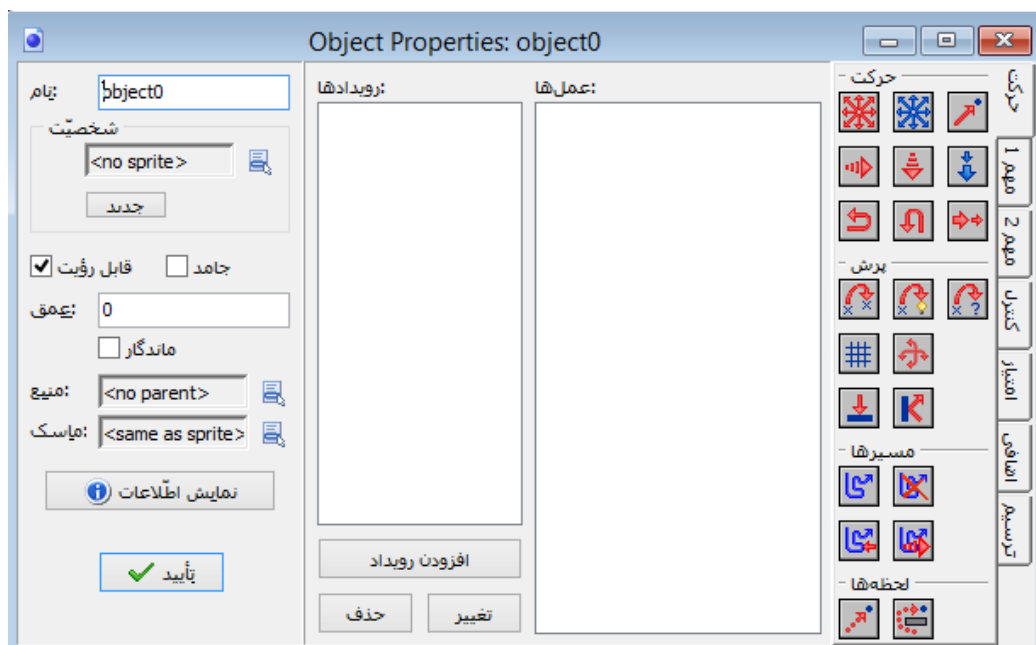 Object Properties: object0
نام:
object0
شخصیّت
<no sprite>
جدید
قابل رؤیت
جامد
عمق:
0
ماندگار
منبع:
<no parent>
ماسک:
<same as sprite>
نمایش اطّلاعات
تأیید
رویدادها:
افزودن رویداد
حذف
تغییر
عمل‌ها:
حرکت
پرش
مسیرها
لحظه‌ها
حرکت
مهم 1
مهم 2
کنترل
امتیاز
اضافی
ترسیم